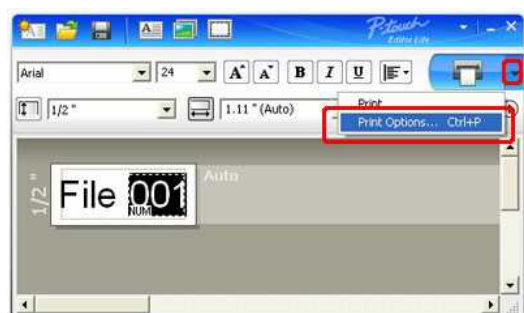 P-touch
Editor Lite
Arial 24 A A B I U
1/2 " 1.11 " (Auto)
Print
Print Options... Ctrl+P
1/2 "
Auto
File 001
NUM